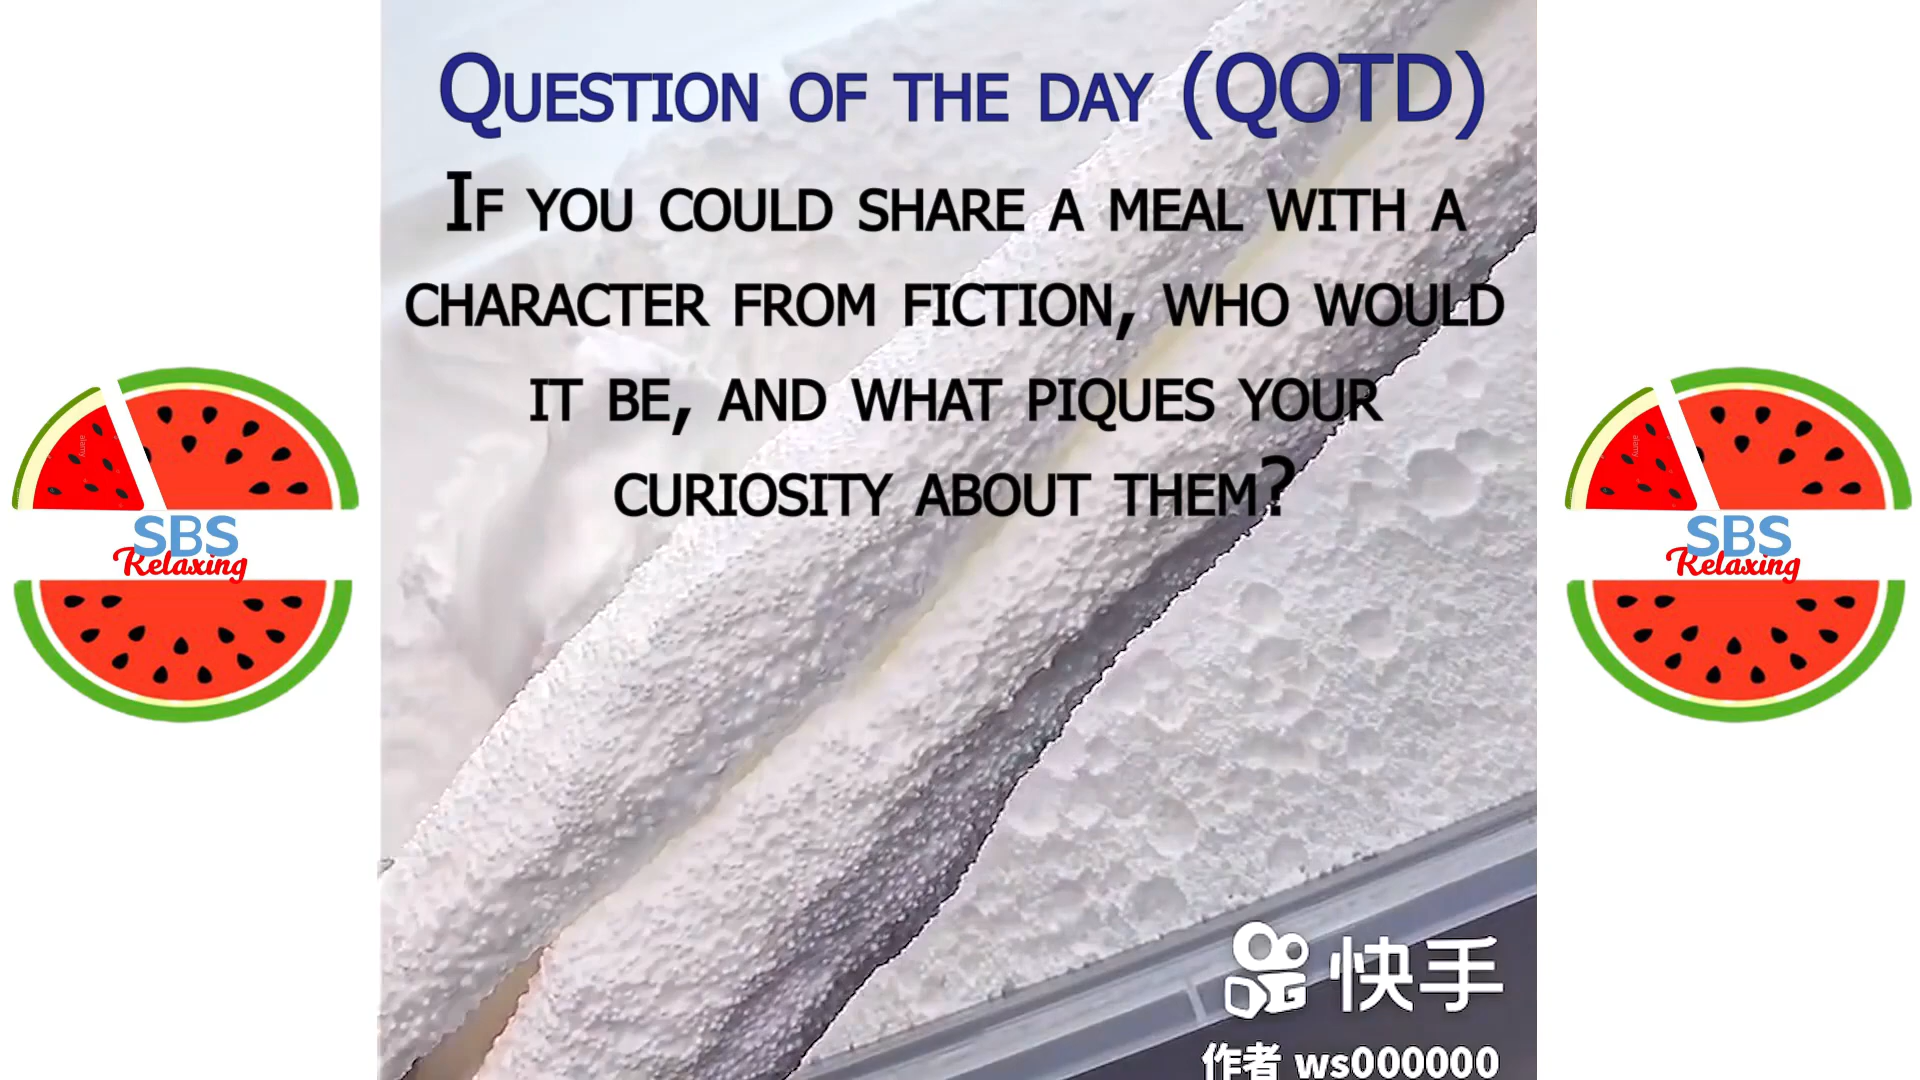 Question of the day (QOTD)
If you could share a meal with a
character from fiction, who would
it be, and what piques your
curiosity about them?
SBS
Relaxing
SBS
Relaxing
快手
作者 ws000000